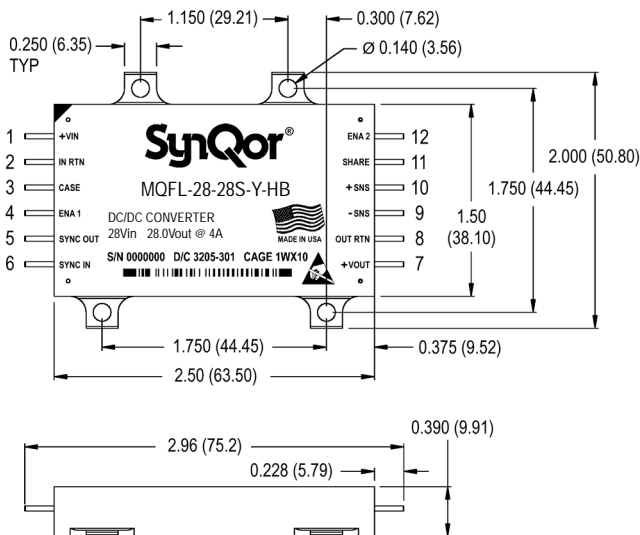 1.150 (29.21)
0.300 (7.62)
0.250 (6.35)
TYP
Ø 0.140 (3.56)
SynQor®
MQFL-28-28S-Y-HB
DC/DC CONVERTER
28Vin 28.0Vout @ 4A
MADE IN USA
S/N 0000000 D/C 3205-301 CAGE 1WX10
1 +VIN
2 IN RTN
3 CASE
4 ENA 1
5 SYNC OUT
6 SYNC IN
ENA 2 12
SHARE 11
+ SNS 10
- SNS 9
OUT RTN 8
+VOUT 7
2.000 (50.80)
1.750 (44.45)
1.50
(38.10)
1.750 (44.45)
0.375 (9.52)
2.50 (63.50)
0.390 (9.91)
2.96 (75.2)
0.228 (5.79)